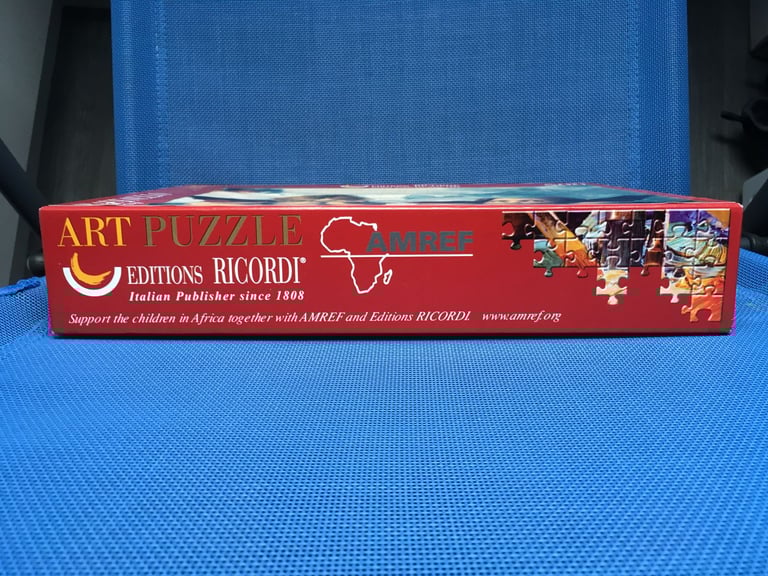 ART PUZZLE
EDITIONS RICORDI®
Italian Publisher since 1808
AMREF
Support the children in Africa together with AMREF and Editions RICORDI. www.amref.org